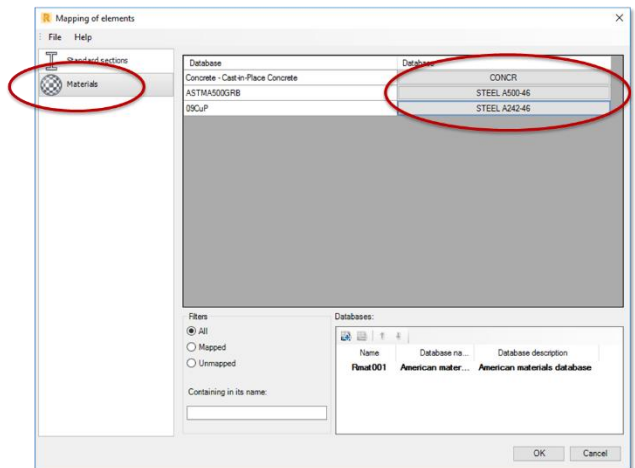 R Mapping of elements
File Help
Standard sections
Materials
Database Database
Concrete - Cast-in-Place Concrete CONCR
ASTMA500GRB STEEL A500-46
09CuP STEEL A242-46
Filters
All
Mapped
Unmapped
Containing in its name:
Databases:
Name Database na... Database description
Rmat001 American mater... American materials database
OK Cancel